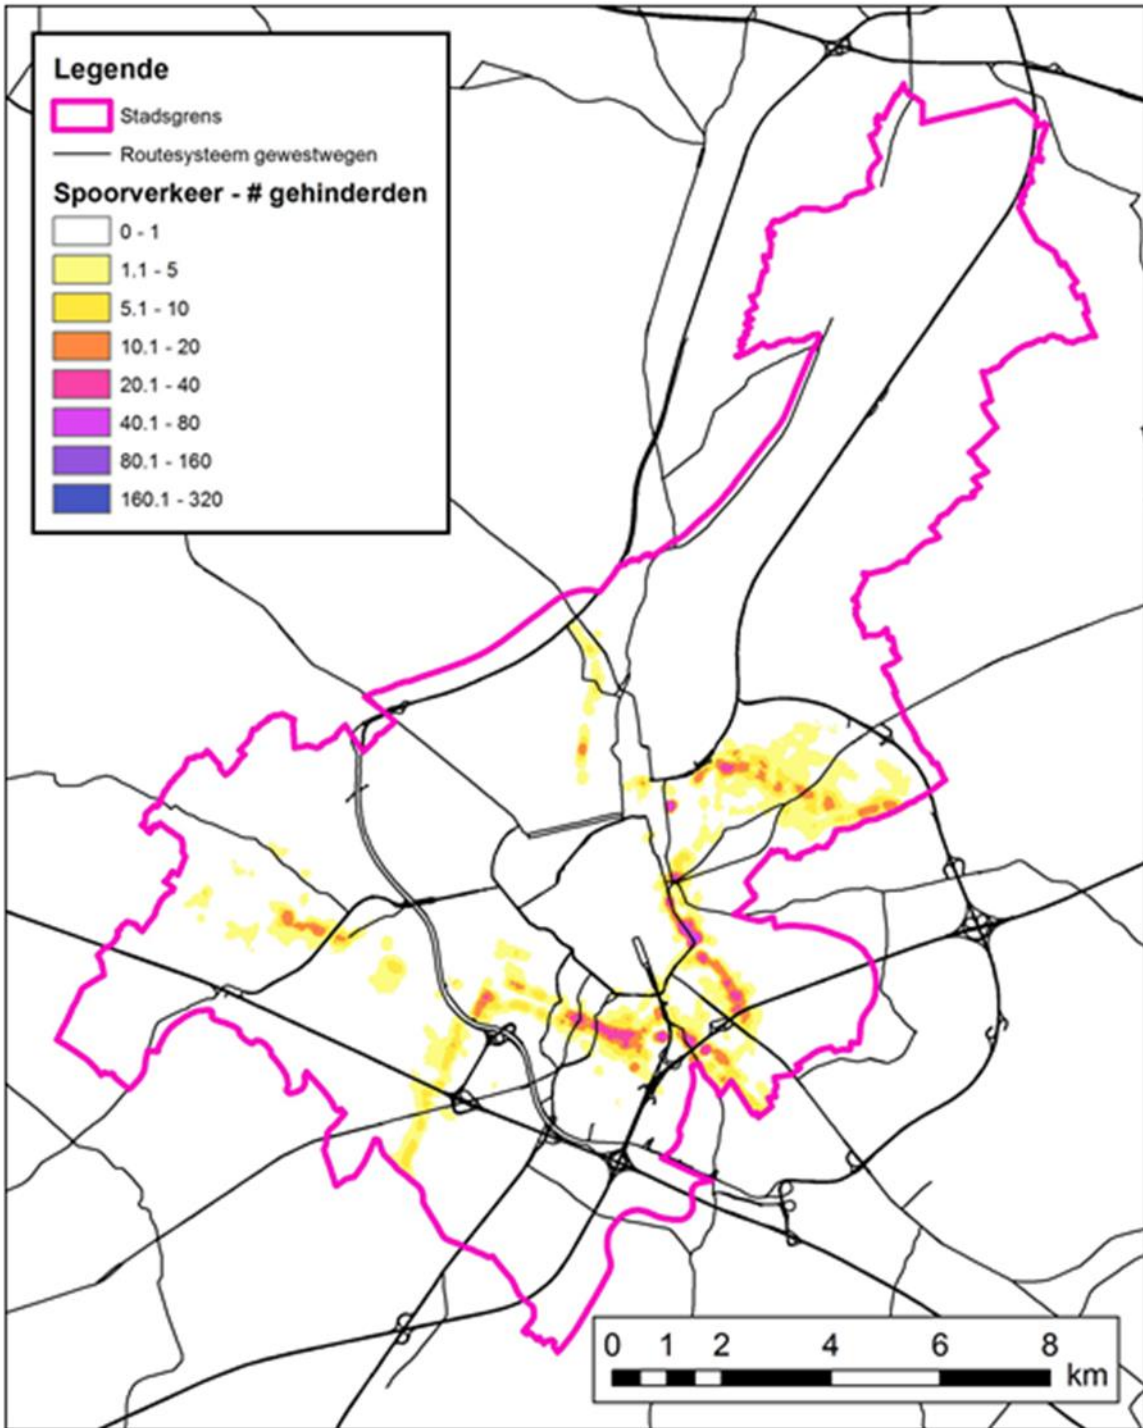 Legende
Stadsgrens
Routesysteem gewestwegen
Spoorverkeer - # gehinderden
0 - 1
1.1 - 5
5.1 - 10
10.1 - 20
20.1 - 40
40.1 - 80
80.1 - 160
160.1 - 320
0 1 2 4 6 8
km